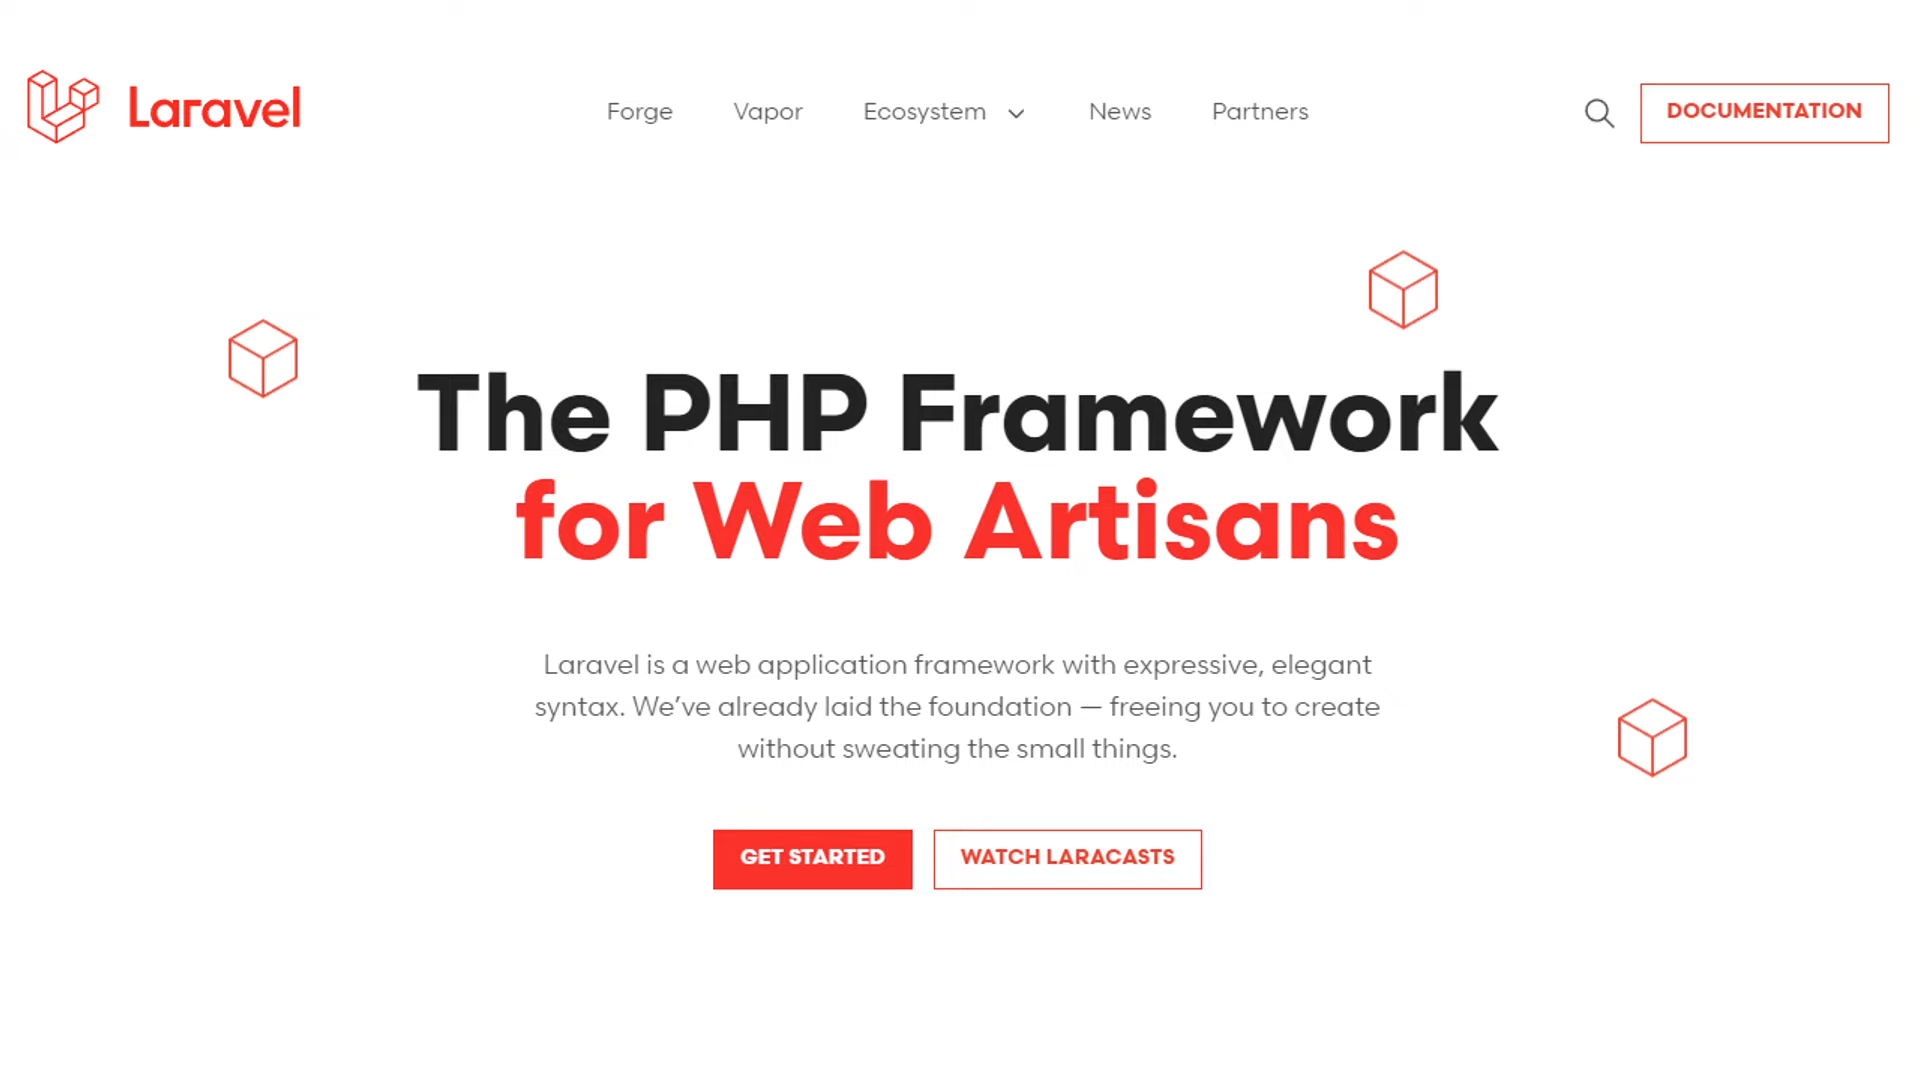 Laravel
Forge Vapor Ecosystem News Partners
DOCUMENTATION
The PHP Framework
for Web Artisans
Laravel is a web application framework with expressive, elegant
syntax. We’ve already laid the foundation — freeing you to create
without sweating the small things.
GET STARTED WATCH LARACASTS